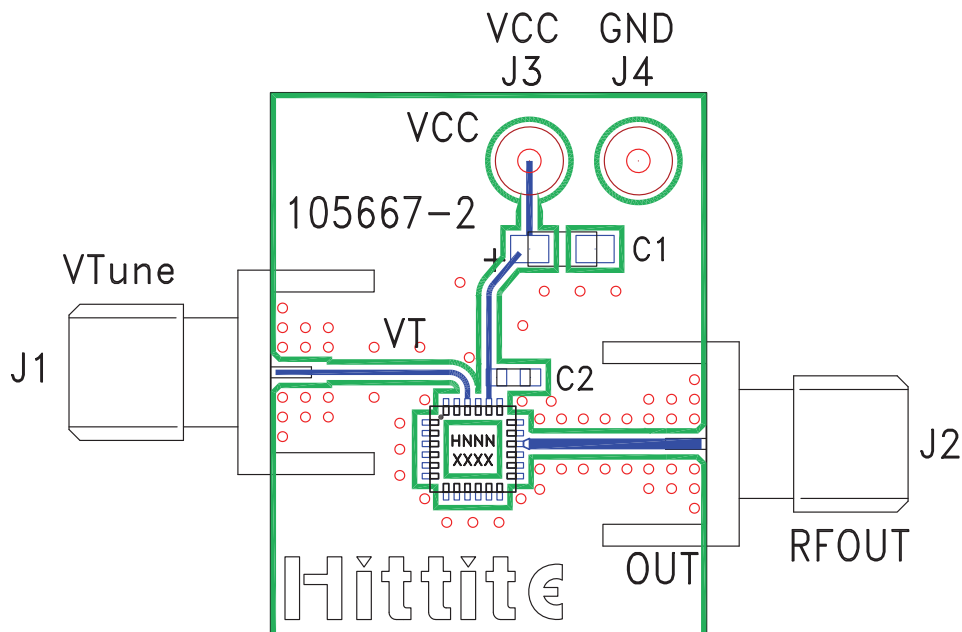 VCC GND
J3 J4
VCC
105667-2
+
C1
VTune
VT
J1
C2
HNNN
XXXX
J2
RFOUT
OUT
Hittite